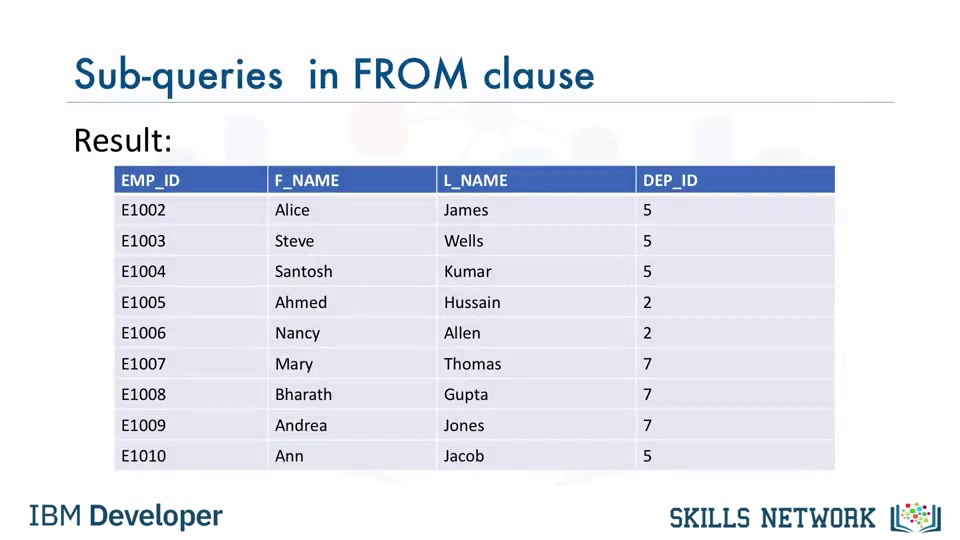 Sub-queries in FROM clause
Result:
EMP_ID F_NAME L_NAME DEP_ID
E1002 Alice James 5
E1003 Steve Wells 5
E1004 Santosh Kumar 5
E1005 Ahmed Hussain 2
E1006 Nancy Allen 2
E1007 Mary Thomas 7
E1008 Bharath Gupta 7
E1009 Andrea Jones 7
E1010 Ann Jacob 5
IBM Developer SKILLS NETWORK